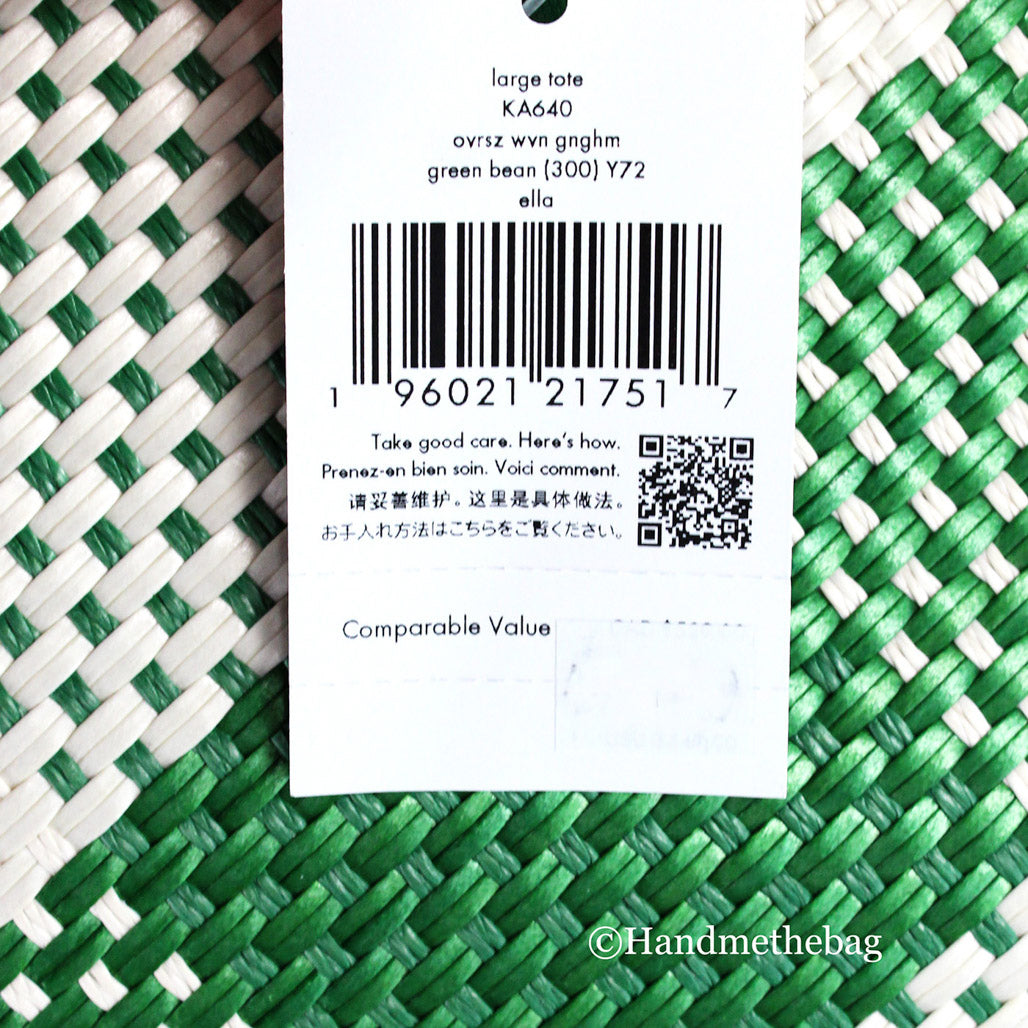 large tote
KA640
ovrsz wvn gnghm
green bean (300) Y72
ella
1 96021 21751 7
Take good care. Here's how.
Prenez-en bien soin. Voici comment.
请妥善维护。这里是具体做法。
お手入れ方法はこちらをご覧ください。
Comparable Value
©Handmethebag